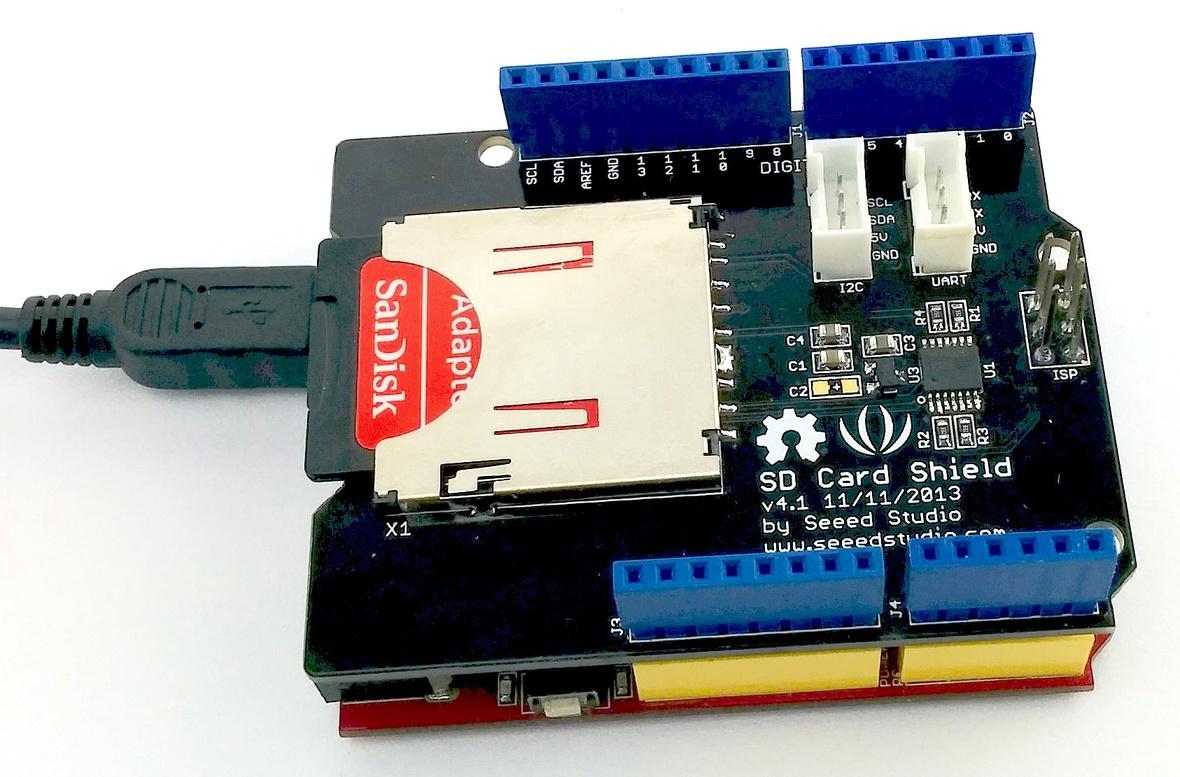 SCL
SDA
AREF
GND
13
12
11
10
9
8
J1
DIGI
5
4
1
0
J2
SCL
SDA
5V
GND
I2C
X
X
V
GND
UART
ISP
SanDisk
Adapt
R4
R1
C4
C3
C1
U3
U1
C2
R2
R3
SD Card Shield
v4.1 11/11/2013
by Seeed Studio
www.seeedstudio.com
X1
J3
J4